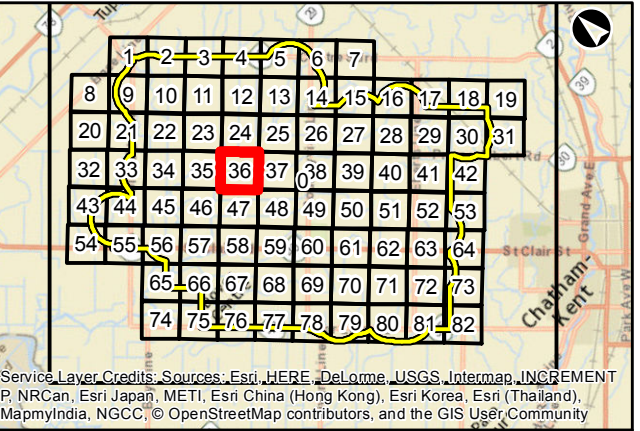 1 2 3 4 5 6 7
8 9 10 11 12 13 14 15 16 17 18 19
20 21 22 23 24 25 26 27 28 29 30 31
32 33 34 35 36 37 38 39 40 41 42
0
43 44 45 46 47 48 49 50 51 52 53
54 55 56 57 58 59 60 61 62 63 64
St Clair St
65 66 67 68 69 70 71 72 73
74 75 76 77 78 79 80 81 82
Grand Ave E
Chatham-
Kent
Park Ave W
Service Layer Credits: Sources: Esri, HERE, DeLorme, USGS, Intermap, INCREMENT
P, NRCan, Esri Japan, METI, Esri China (Hong Kong), Esri Korea, Esri (Thailand),
MapmyIndia, NGCC, © OpenStreetMap contributors, and the GIS User Community